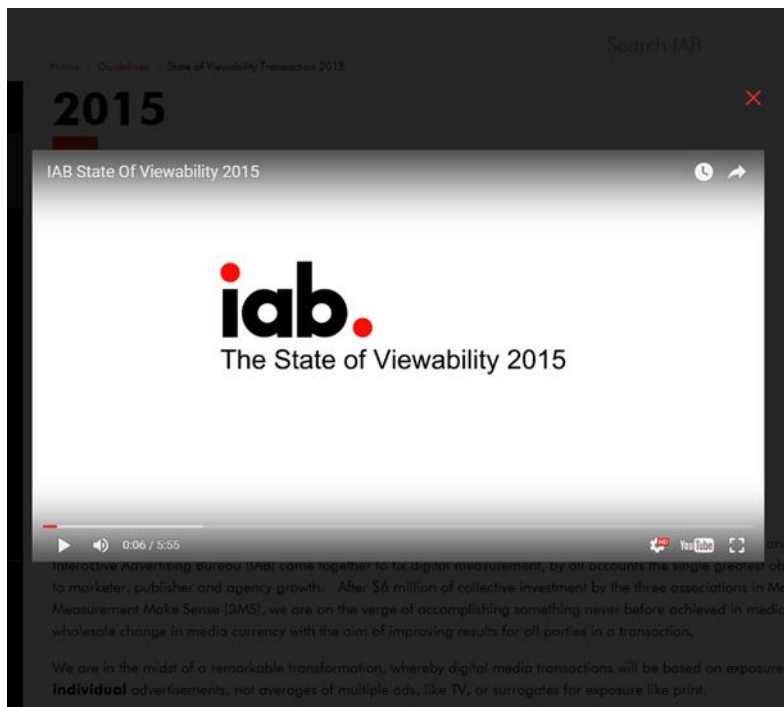 Search IAB
Home > Guidelines > State of Viewability Transaction 2015
2015
IAB State Of Viewability 2015
iab.
The State of Viewability 2015
0:06 / 5:55
HD
YouTube
Interactive Advertising Bureau (IAB) came together to fix digital measurement, by all accounts the single greatest
to marketer, publisher and agency growth. After $6 million of collective investment by the three associations in
Measurement Make Sense (3MS), we are on the verge of accomplishing something never before achieved in
wholesale change in media currency with the aim of improving results for all parties in a transaction.
We are in the midst of a remarkable transformation, whereby digital media transactions will be based on exposure
individual advertisements, not averages of multiple ads, like TV, or surrogates for exposure like print.